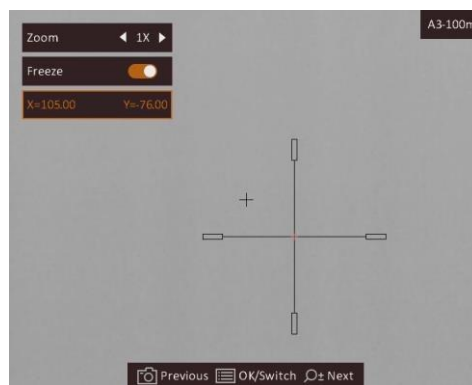 Zoom 1X
A3-100m
Freeze
X=105.00 Y=-76.00
Previous OK/Switch Next